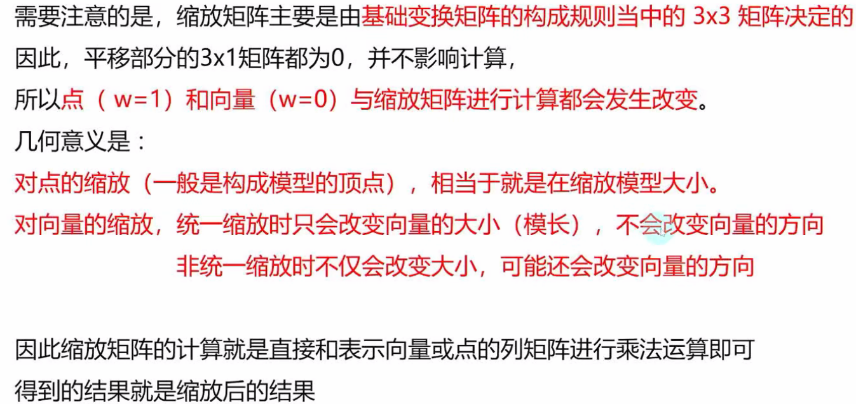 需要注意的是，缩放矩阵主要是由基础变换矩阵的构成规则当中的 3x3 矩阵决定的
因此，平移部分的3x1矩阵都为0，并不影响计算，
所以点（ w=1）和向量（w=0）与缩放矩阵进行计算都会发生改变。
几何意义是：
对点的缩放（一般是构成模型的顶点），相当于就是在缩放模型大小。
对向量的缩放，统一缩放时只会改变向量的大小（模长），不会改变向量的方向
非统一缩放时不仅会改变大小，可能还会改变向量的方向
因此缩放矩阵的计算就是直接和表示向量或点的列矩阵进行乘法运算即可
得到的结果就是缩放后的结果